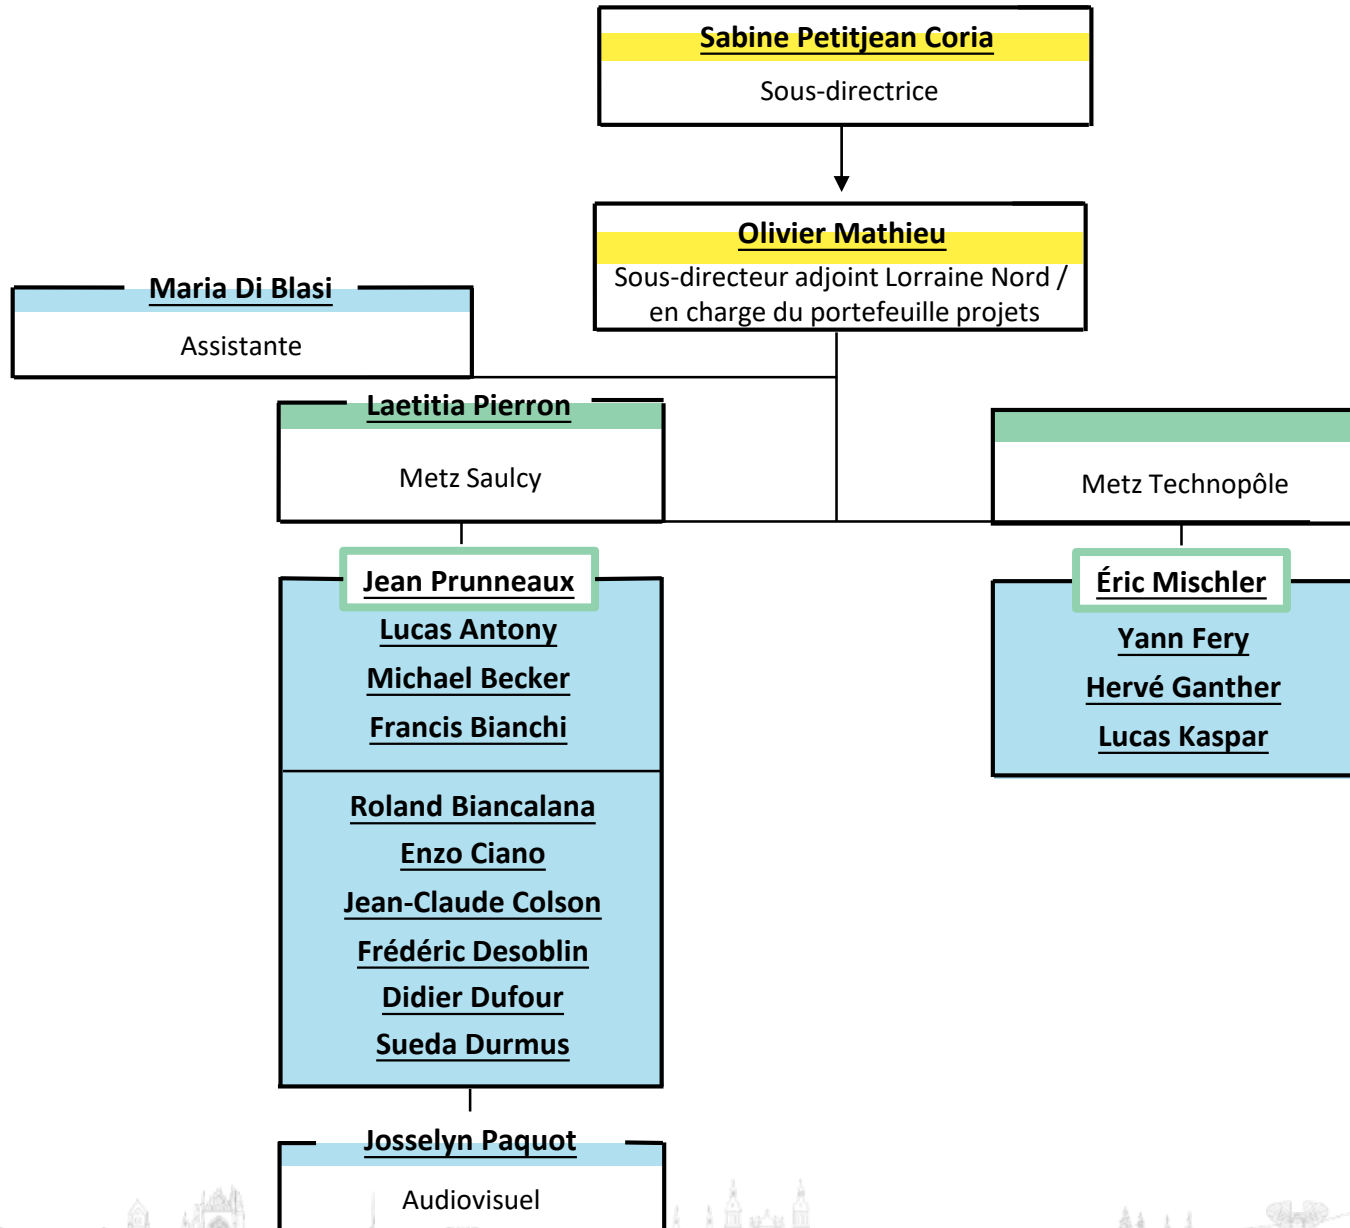 Sabine Petitjean Coria
Sous-directrice
Olivier Mathieu
Sous-directeur adjoint Lorraine Nord /
en charge du portefeuille projets
Maria Di Blasi
Assistante
Laetitia Pierron
Metz Saulcy
Metz Technopôle
Jean Prunneaux
Lucas Antony
Michael Becker
Francis Bianchi
Roland Biancalana
Enzo Ciano
Jean-Claude Colson
Frédéric Desoblin
Didier Dufour
Sueda Durmus
Éric Mischler
Yann Fery
Hervé Ganther
Lucas Kaspar
Josselyn Paquot
Audiovisuel